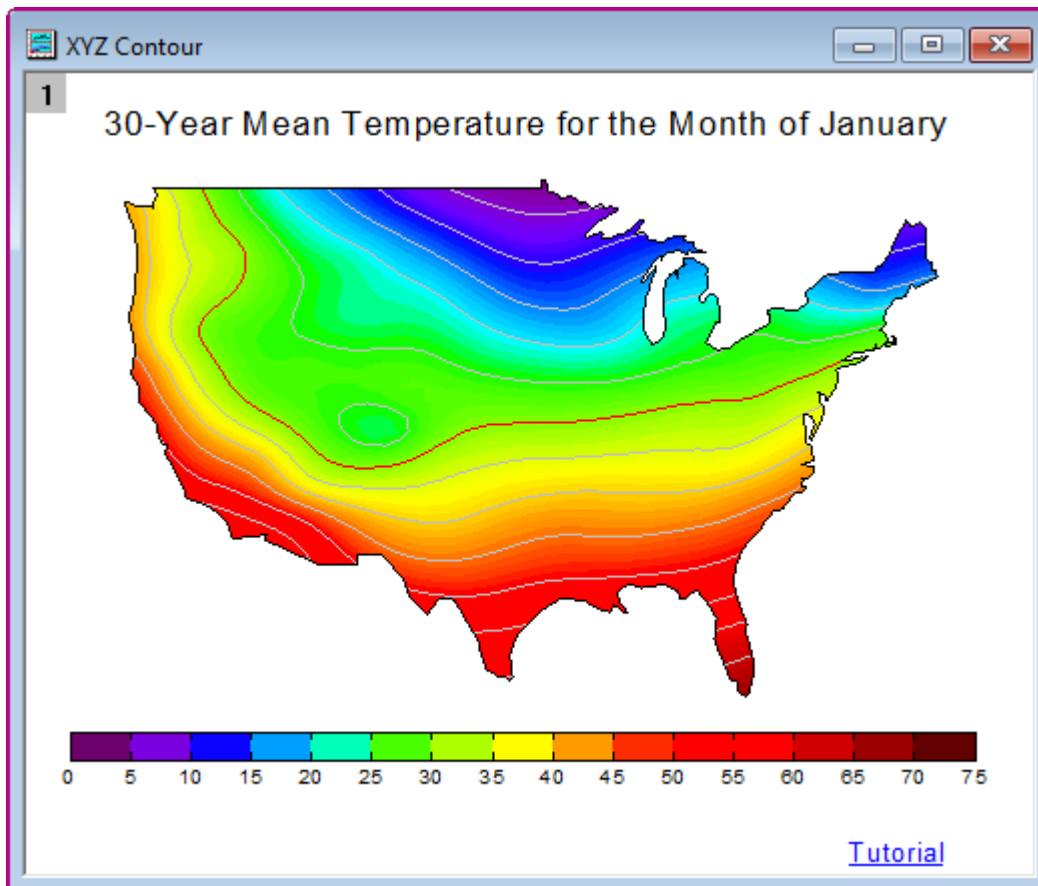 XYZ Contour
1
30-Year Mean Temperature for the Month of January
0 5 10 15 20 25 30 35 40 45 50 55 60 65 70 75
Tutorial